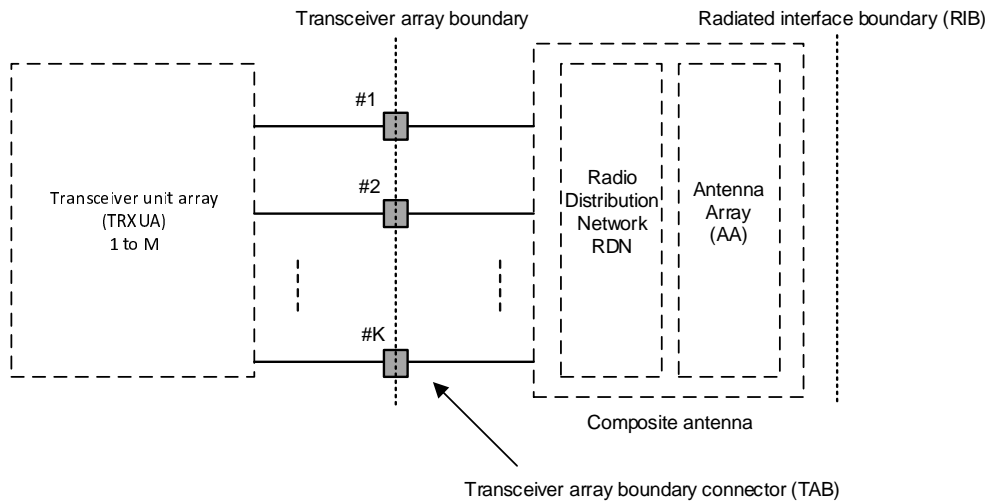 Transceiver array boundary
Radiated interface boundary (RIB)
#1
#2
#K
Transceiver unit array
(TRXUA)
1 to M
Radio
Distribution
Network
RDN
Antenna
Array
(AA)
Composite antenna
Transceiver array boundary connector (TAB)